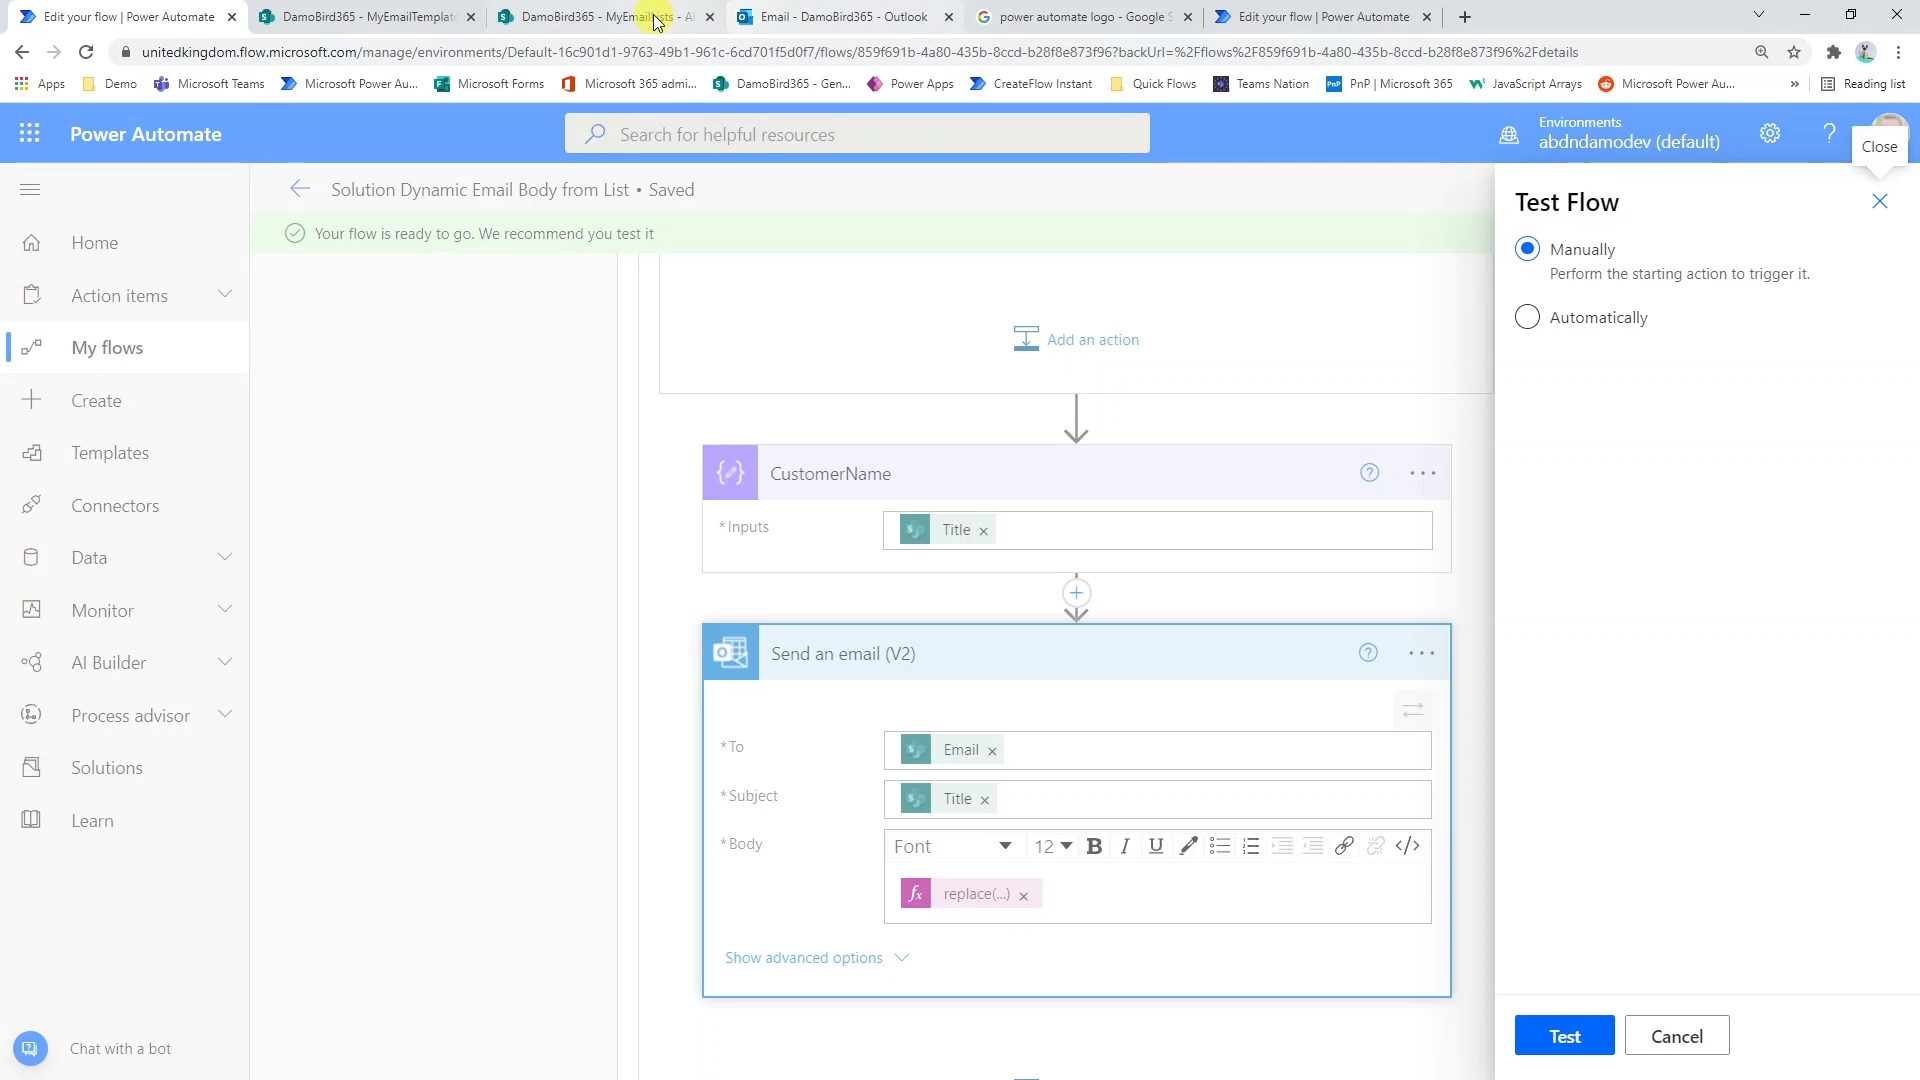 Edit your flow | Power Automate
DamoBird365 - MyEmailTemplate
DamoBird365 - MyEmailLists - Al
Email - DamoBird365 - Outlook
power automate logo - Google S
Edit your flow | Power Automate
unitedkingdom.flow.microsoft.com/manage/environments/Default-16c901d1-9763-49b1-961c-6cd701f5d0f7/flows/859f691b-4a80-435b-8ccd-b28f8e873f96?backUrl=%2Fflows%2F859f691b-4a80-435b-8ccd-b28f8e873f96%2Fdetails
Apps
Demo
Microsoft Teams
Microsoft Power Au...
Microsoft Forms
Microsoft 365 admi...
DamoBird365 - Gen...
Power Apps
CreateFlow Instant
Quick Flows
Teams Nation
PnP | Microsoft 365
JavaScript Arrays
Microsoft Power Au...
»
Reading list
Power Automate
Search for helpful resources
Environments
abdndamodev (default)
Close
Solution Dynamic Email Body from List • Saved
Your flow is ready to go. We recommend you test it
Home
Action items
My flows
Create
Templates
Connectors
Data
Monitor
AI Builder
Process advisor
Solutions
Learn
Chat with a bot
Add an action
CustomerName
* Inputs
Title
Send an email (V2)
* To
Email
* Subject
Title
* Body
Font
12
B I U
</>
fx replace(...)
Show advanced options
Test Flow
Manually
Perform the starting action to trigger it.
Automatically
Test
Cancel